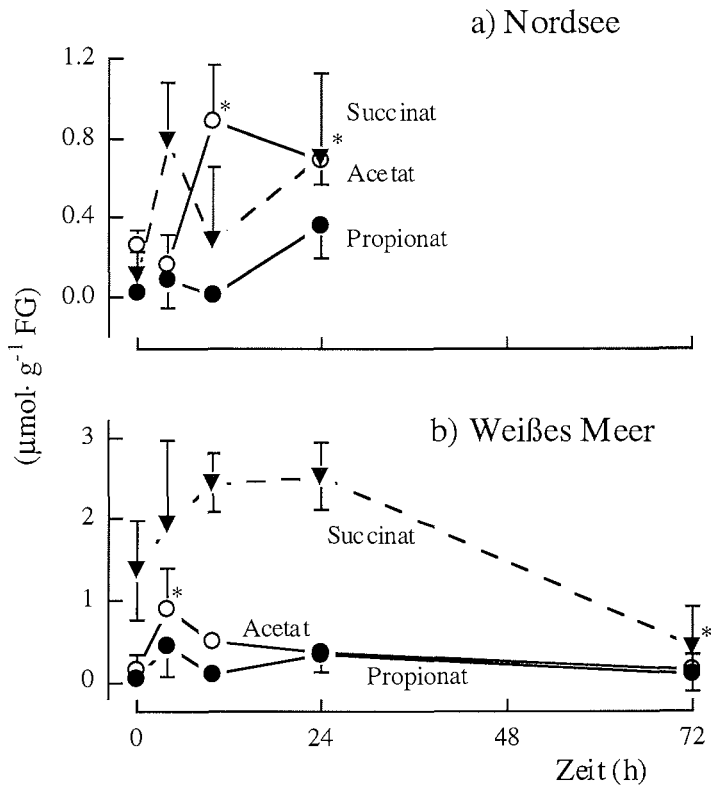 a) Nordsee
1.2
0.8
0.4
0.0
*
*
Succinat
Acetat
Propionat
(µmol· g⁻¹ FG)
b) Weißes Meer
3
2
1
0
*
*
Succinat
Acetat
Propionat
0 24 48 72
Zeit (h)